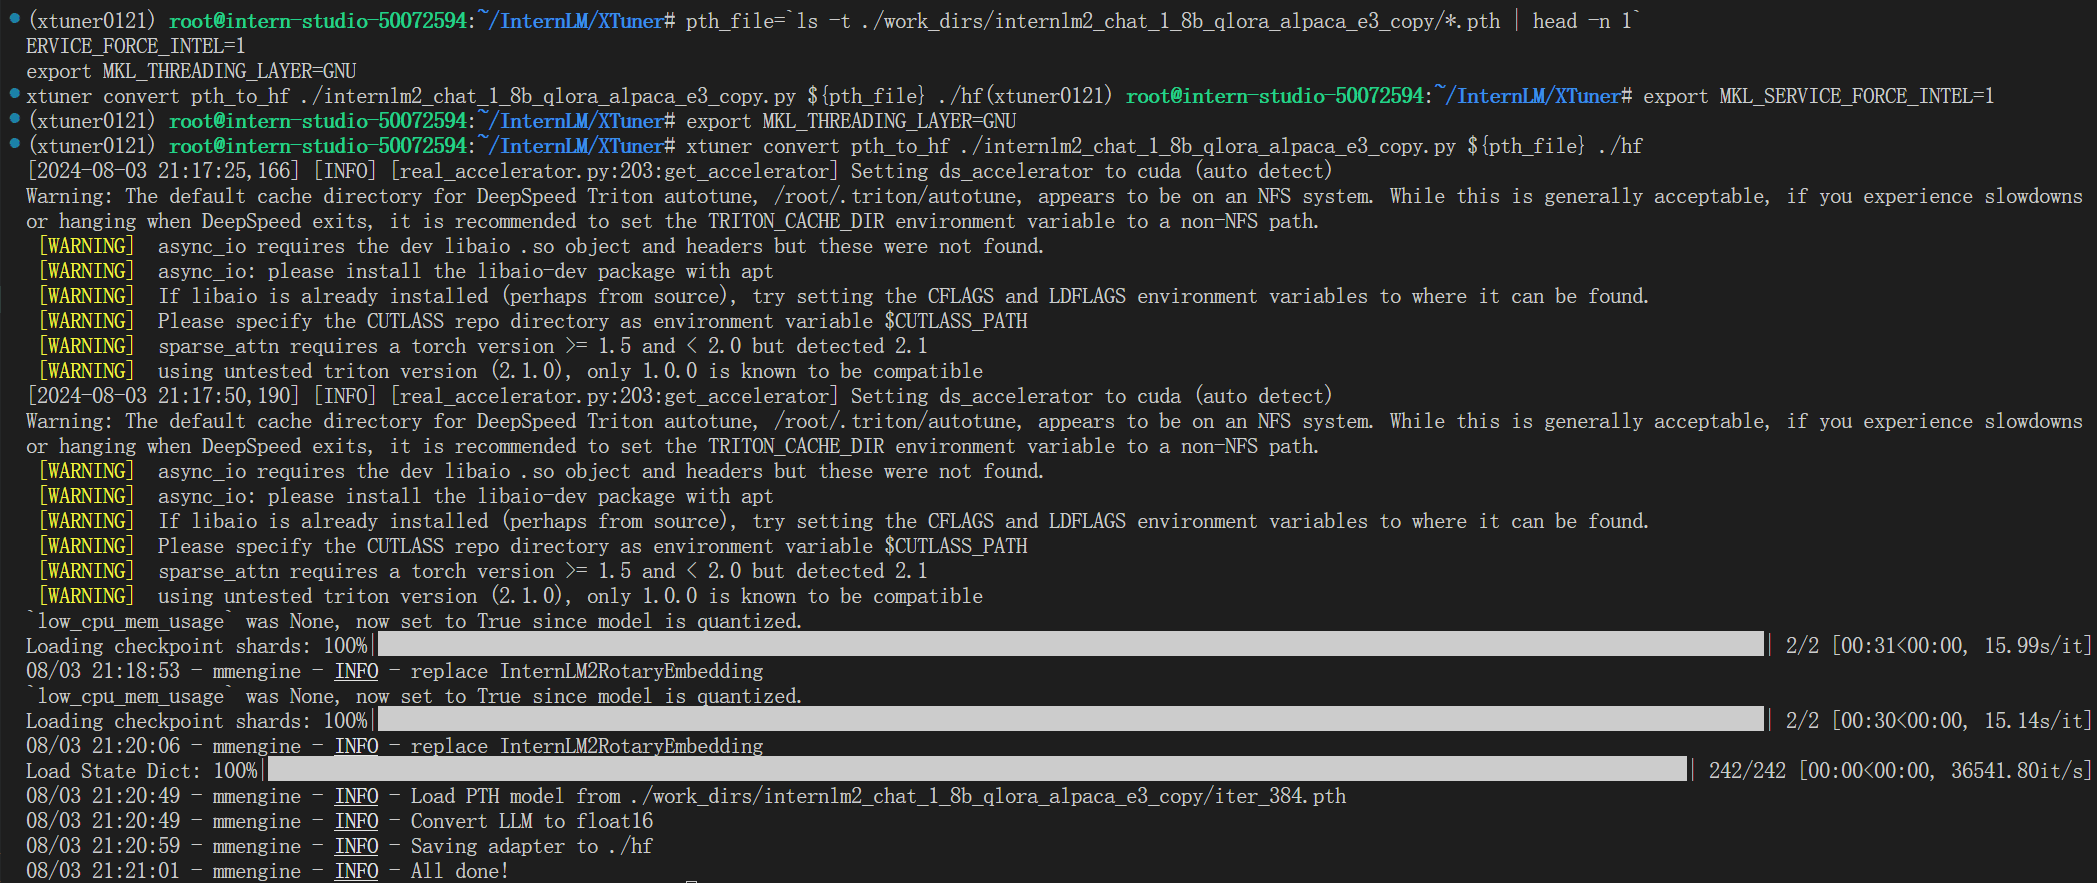 (xtuner0121) root@intern-studio-50072594:~/InternLM/XTuner# pth_file=`ls -t ./work_dirs/internlm2_chat_1_8b_qlora_alpaca_e3_copy/*.pth | head -n 1`
ERVICE_FORCE_INTEL=1
export MKL_THREADING_LAYER=GNU
xtuner convert pth_to_hf ./internlm2_chat_1_8b_qlora_alpaca_e3_copy.py ${pth_file} ./hf(xtuner0121) root@intern-studio-50072594:~/InternLM/XTuner# export MKL_SERVICE_FORCE_INTEL=1
(xtuner0121) root@intern-studio-50072594:~/InternLM/XTuner# export MKL_THREADING_LAYER=GNU
(xtuner0121) root@intern-studio-50072594:~/InternLM/XTuner# xtuner convert pth_to_hf ./internlm2_chat_1_8b_qlora_alpaca_e3_copy.py ${pth_file} ./hf
[2024-08-03 21:17:25,166] [INFO] [real_accelerator.py:203:get_accelerator] Setting ds_accelerator to cuda (auto detect)
Warning: The default cache directory for DeepSpeed Triton autotune, /root/.triton/autotune, appears to be on an NFS system. While this is generally acceptable, if you experience slowdowns
or hanging when DeepSpeed exits, it is recommended to set the TRITON_CACHE_DIR environment variable to a non-NFS path.
[WARNING]  async_io requires the dev libaio .so object and headers but these were not found.
[WARNING]  async_io: please install the libaio-dev package with apt
[WARNING]  If libaio is already installed (perhaps from source), try setting the CFLAGS and LDFLAGS environment variables to where it can be found.
[WARNING]  Please specify the CUTLASS repo directory as environment variable $CUTLASS_PATH
[WARNING]  sparse_attn requires a torch version >= 1.5 and < 2.0 but detected 2.1
[WARNING]  using untested triton version (2.1.0), only 1.0.0 is known to be compatible
[2024-08-03 21:17:50,190] [INFO] [real_accelerator.py:203:get_accelerator] Setting ds_accelerator to cuda (auto detect)
Warning: The default cache directory for DeepSpeed Triton autotune, /root/.triton/autotune, appears to be on an NFS system. While this is generally acceptable, if you experience slowdowns
or hanging when DeepSpeed exits, it is recommended to set the TRITON_CACHE_DIR environment variable to a non-NFS path.
[WARNING]  async_io requires the dev libaio .so object and headers but these were not found.
[WARNING]  async_io: please install the libaio-dev package with apt
[WARNING]  If libaio is already installed (perhaps from source), try setting the CFLAGS and LDFLAGS environment variables to where it can be found.
[WARNING]  Please specify the CUTLASS repo directory as environment variable $CUTLASS_PATH
[WARNING]  sparse_attn requires a torch version >= 1.5 and < 2.0 but detected 2.1
[WARNING]  using untested triton version (2.1.0), only 1.0.0 is known to be compatible
`low_cpu_mem_usage` was None, now set to True since model is quantized.
Loading checkpoint shards: 100%| | 2/2 [00:31<00:00, 15.99s/it]
08/03 21:18:53 - mmengine - INFO - replace InternLM2RotaryEmbedding
`low_cpu_mem_usage` was None, now set to True since model is quantized.
Loading checkpoint shards: 100%| | 2/2 [00:30<00:00, 15.14s/it]
08/03 21:20:06 - mmengine - INFO - replace InternLM2RotaryEmbedding
Load State Dict: 100%| | 242/242 [00:00<00:00, 36541.80it/s]
08/03 21:20:49 - mmengine - INFO - Load PTH model from ./work_dirs/internlm2_chat_1_8b_qlora_alpaca_e3_copy/iter_384.pth
08/03 21:20:49 - mmengine - INFO - Convert LLM to float16
08/03 21:20:59 - mmengine - INFO - Saving adapter to ./hf
08/03 21:21:01 - mmengine - INFO - All done!